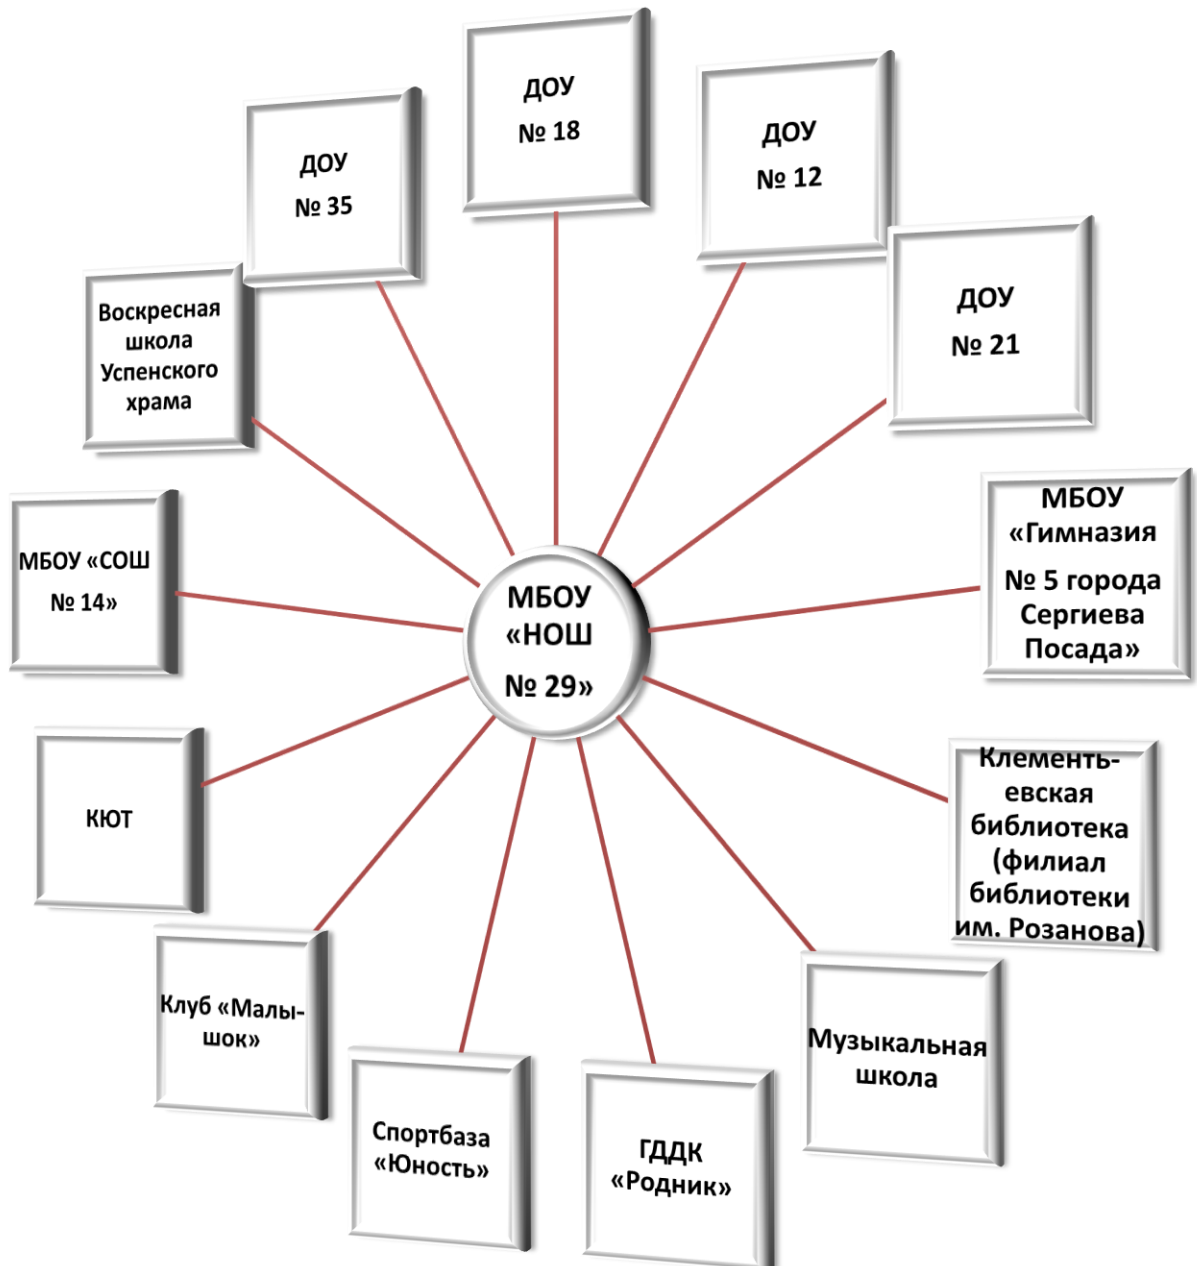 ДОУ
№ 18
ДОУ
№ 12
ДОУ
№ 21
МБОУ
«Гимназия
№ 5 города
Сергиева
Посада»
Клементь-
евская
библиотека
(филиал
библиотеки
им. Розанова)
Музыкальная
школа
ГДДК
«Родник»
Спортбаза
«Юность»
Клуб «Малы-
шок»
КЮТ
МБОУ «СОШ
№ 14»
Воскресная
школа
Успенского
храма
ДОУ
№ 35
МБОУ
«НОШ
№ 29»